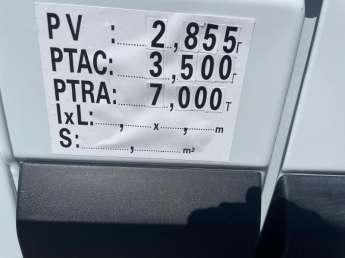 PV :......2,855T
PTAC:......3,500T
PTRA:......7,000T
IxL:....,....x....,....m
S:........,........m²